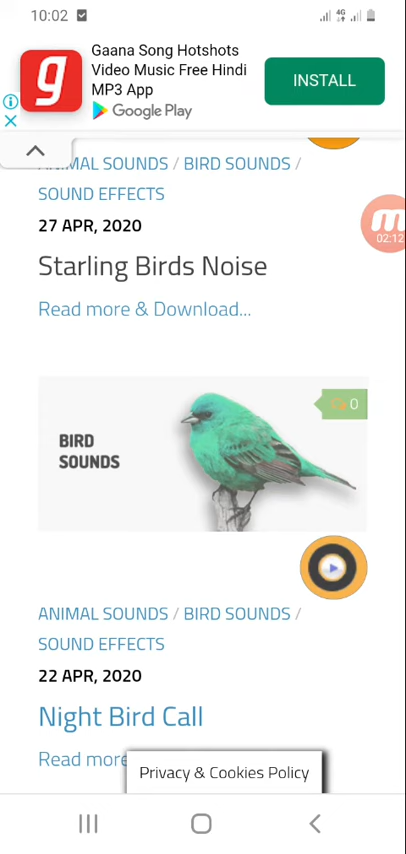 10:02
4G
Gaana Song Hotshots
Video Music Free Hindi
MP3 App
INSTALL
Google Play
ANIMAL SOUNDS / BIRD SOUNDS /
SOUND EFFECTS
27 APR, 2020
02:12
Starling Birds Noise
Read more & Download...
0
BIRD
SOUNDS
ANIMAL SOUNDS / BIRD SOUNDS /
SOUND EFFECTS
22 APR, 2020
Night Bird Call
Read more
Privacy & Cookies Policy